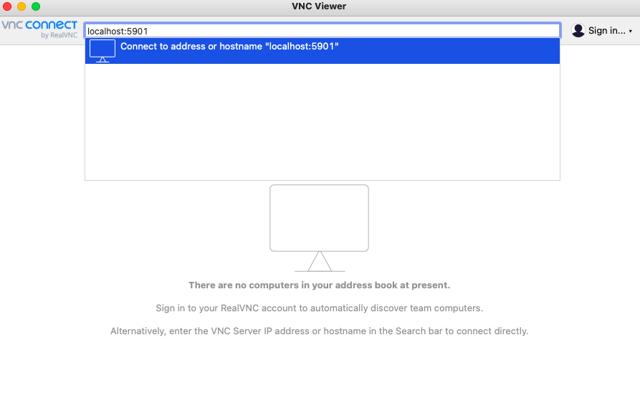 VNC Viewer
vnc connect
by RealVNC
localhost:5901
Sign in...
Connect to address or hostname "localhost:5901"
There are no computers in your address book at present.
Sign in to your RealVNC account to automatically discover team computers.
Alternatively, enter the VNC Server IP address or hostname in the Search bar to connect directly.